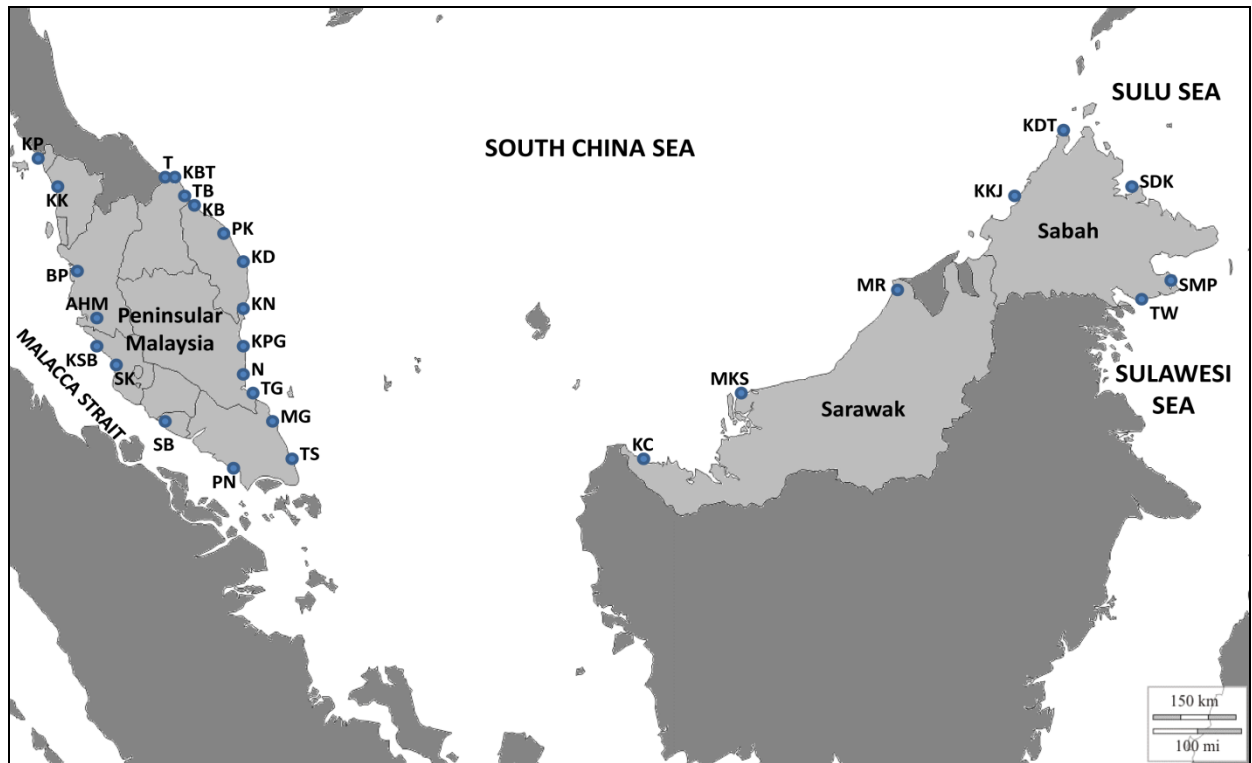 SULU SEA
SOUTH CHINA SEA
KDT
KP
T
KBT
TB
KB
KK
SDK
KKJ
PK
Sabah
KD
BP
SMP
MR
TW
AHM
KN
Peninsular
Malaysia
KPG
KSB
MALACCA STRAIT
SK
N
TG
MKS
SULAWESI
SEA
Sarawak
MG
SB
KC
TS
PN
150 km
100 mi